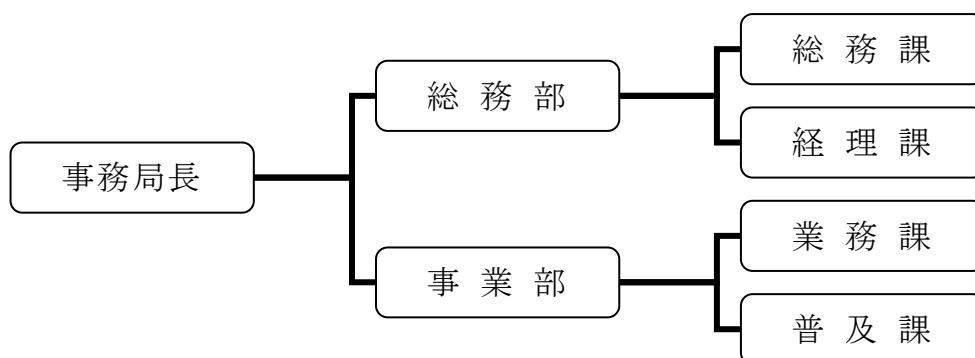 事務局長
総務部
総務課
経理課
事業部
業務課
普及課